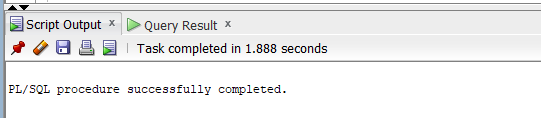 Script Output x Query Result x
Task completed in 1.888 seconds
PL/SQL procedure successfully completed.